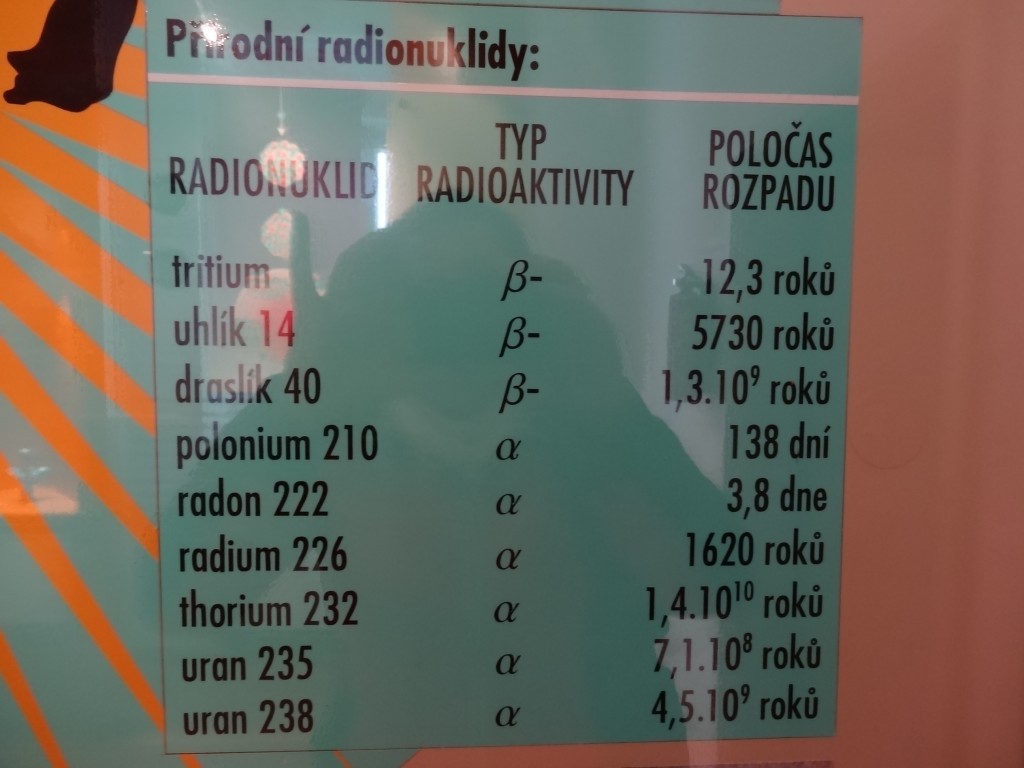 Přírodní radionuklidy:
RADIONUKLID TYP RADIOAKTIVITY POLOČAS ROZPADU
tritium β- 12,3 roků
uhlík 14 β- 5730 roků
draslík 40 β- 1,3.10⁹ roků
polonium 210 α 138 dní
radon 222 α 3,8 dne
radium 226 α 1620 roků
thorium 232 α 1,4.10¹⁰ roků
uran 235 α 7,1.10⁸ roků
uran 238 α 4,5.10⁹ roků